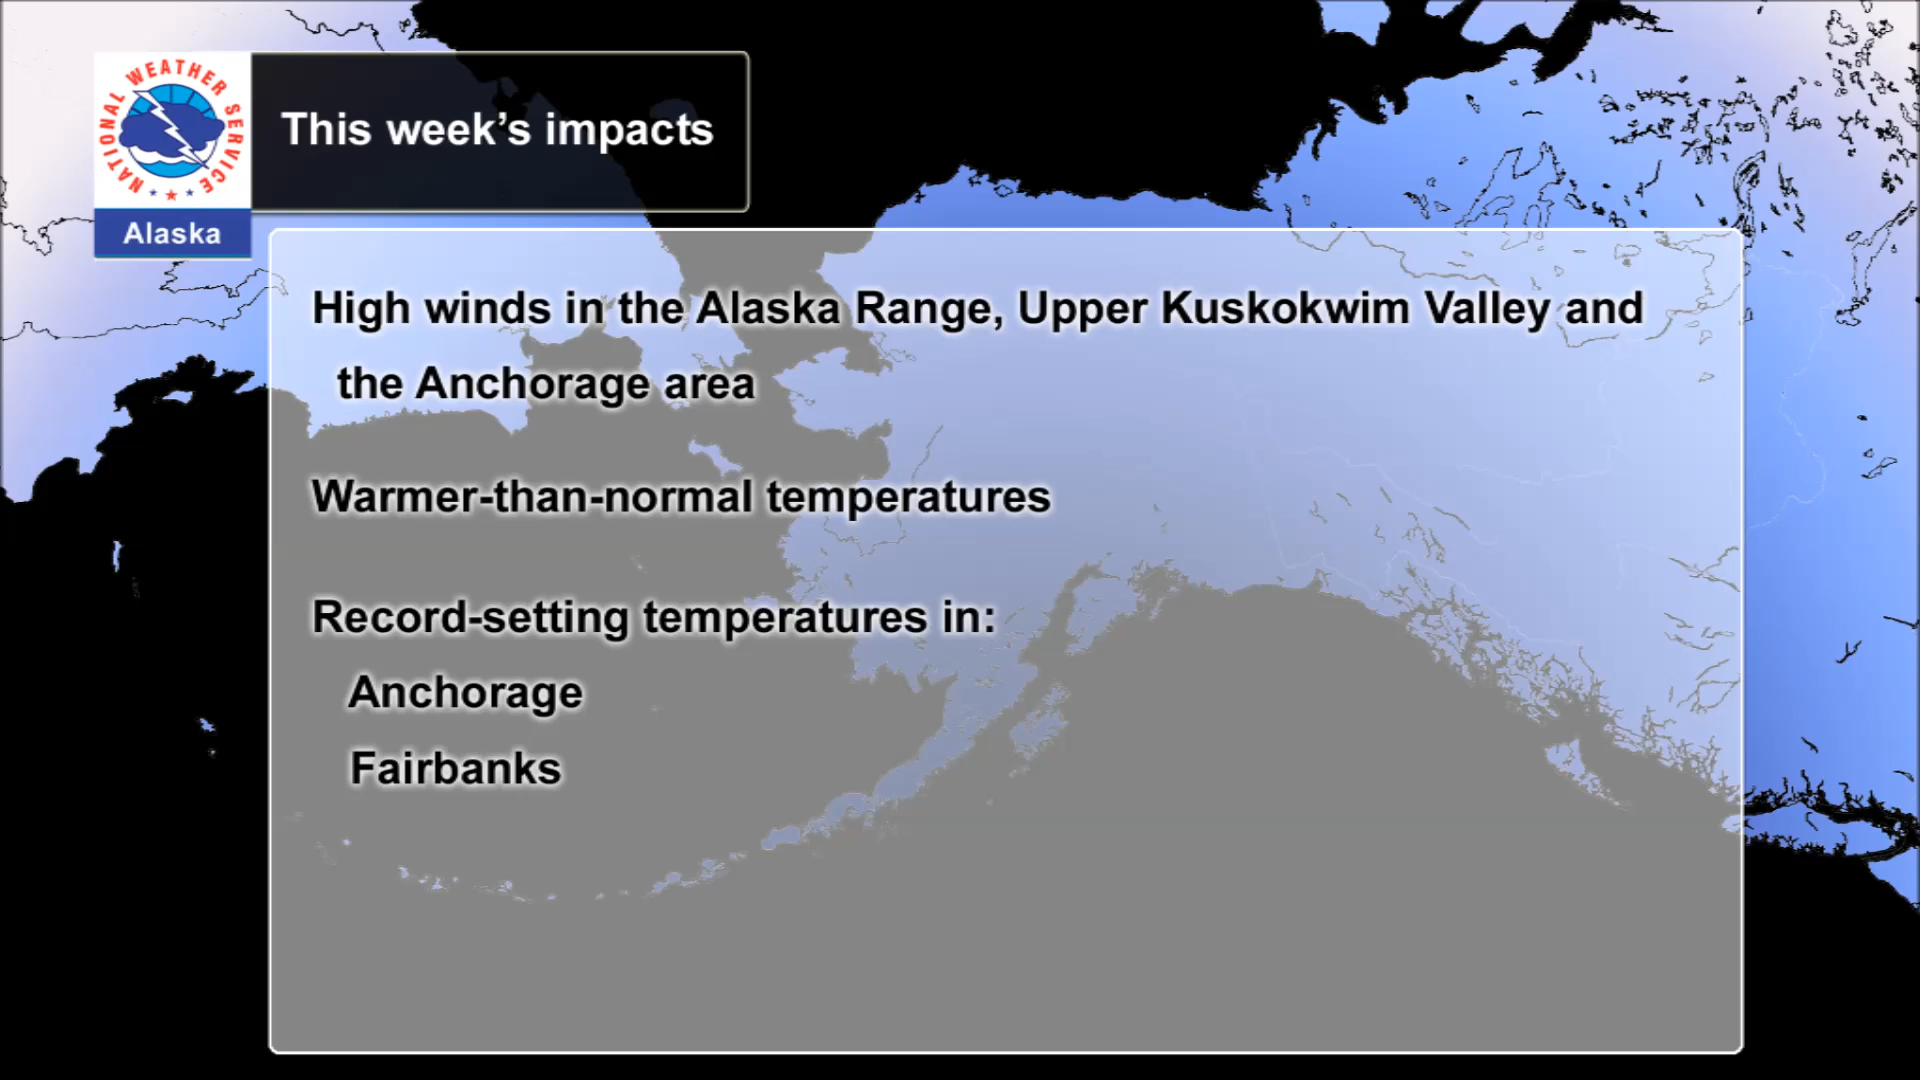 NATIONAL WEATHER SERVICE
Alaska
This week’s impacts
High winds in the Alaska Range, Upper Kuskokwim Valley and
the Anchorage area
Warmer-than-normal temperatures
Record-setting temperatures in:
Anchorage
Fairbanks